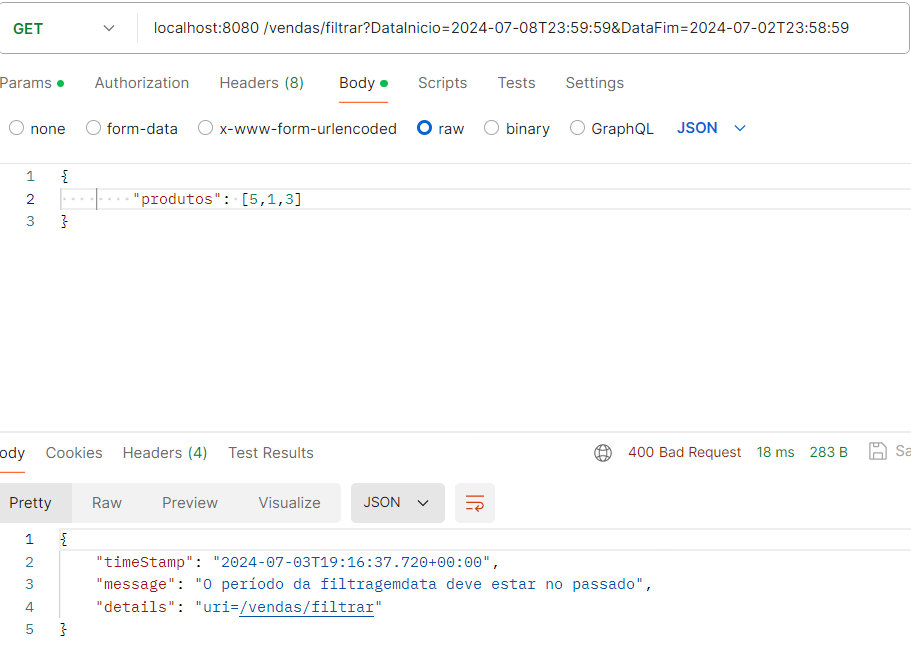 GET localhost:8080 /vendas/filtrar?DataInicio=2024-07-08T23:59:59&DataFim=2024-07-02T23:58:59
Params Authorization Headers (8) Body Scripts Tests Settings
none form-data x-www-form-urlencoded raw binary GraphQL JSON
1 {
2 "produtos": [5,1,3]
3 }
ody Cookies Headers (4) Test Results 400 Bad Request 18 ms 283 B Sa
Pretty Raw Preview Visualize JSON
1 {
2 "timeStamp": "2024-07-03T19:16:37.720+00:00",
3 "message": "O período da filtragemdata deve estar no passado",
4 "details": "uri=/vendas/filtrar"
5 }